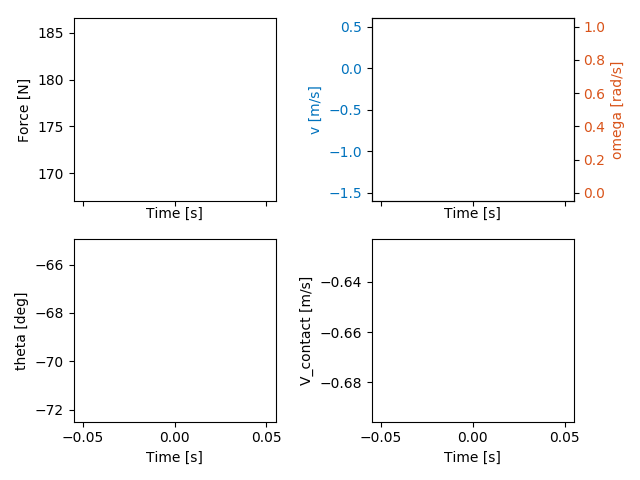 Force [N]
185
180
175
170
Time [s]
v [m/s]
0.5
0.0
−0.5
−1.0
−1.5
Time [s]
1.0
0.8
0.6
0.4
0.2
0.0
omega [rad/s]
theta [deg]
−66
−68
−70
−72
−0.05 0.00 0.05
Time [s]
V_contact [m/s]
−0.64
−0.66
−0.68
−0.05 0.00 0.05
Time [s]